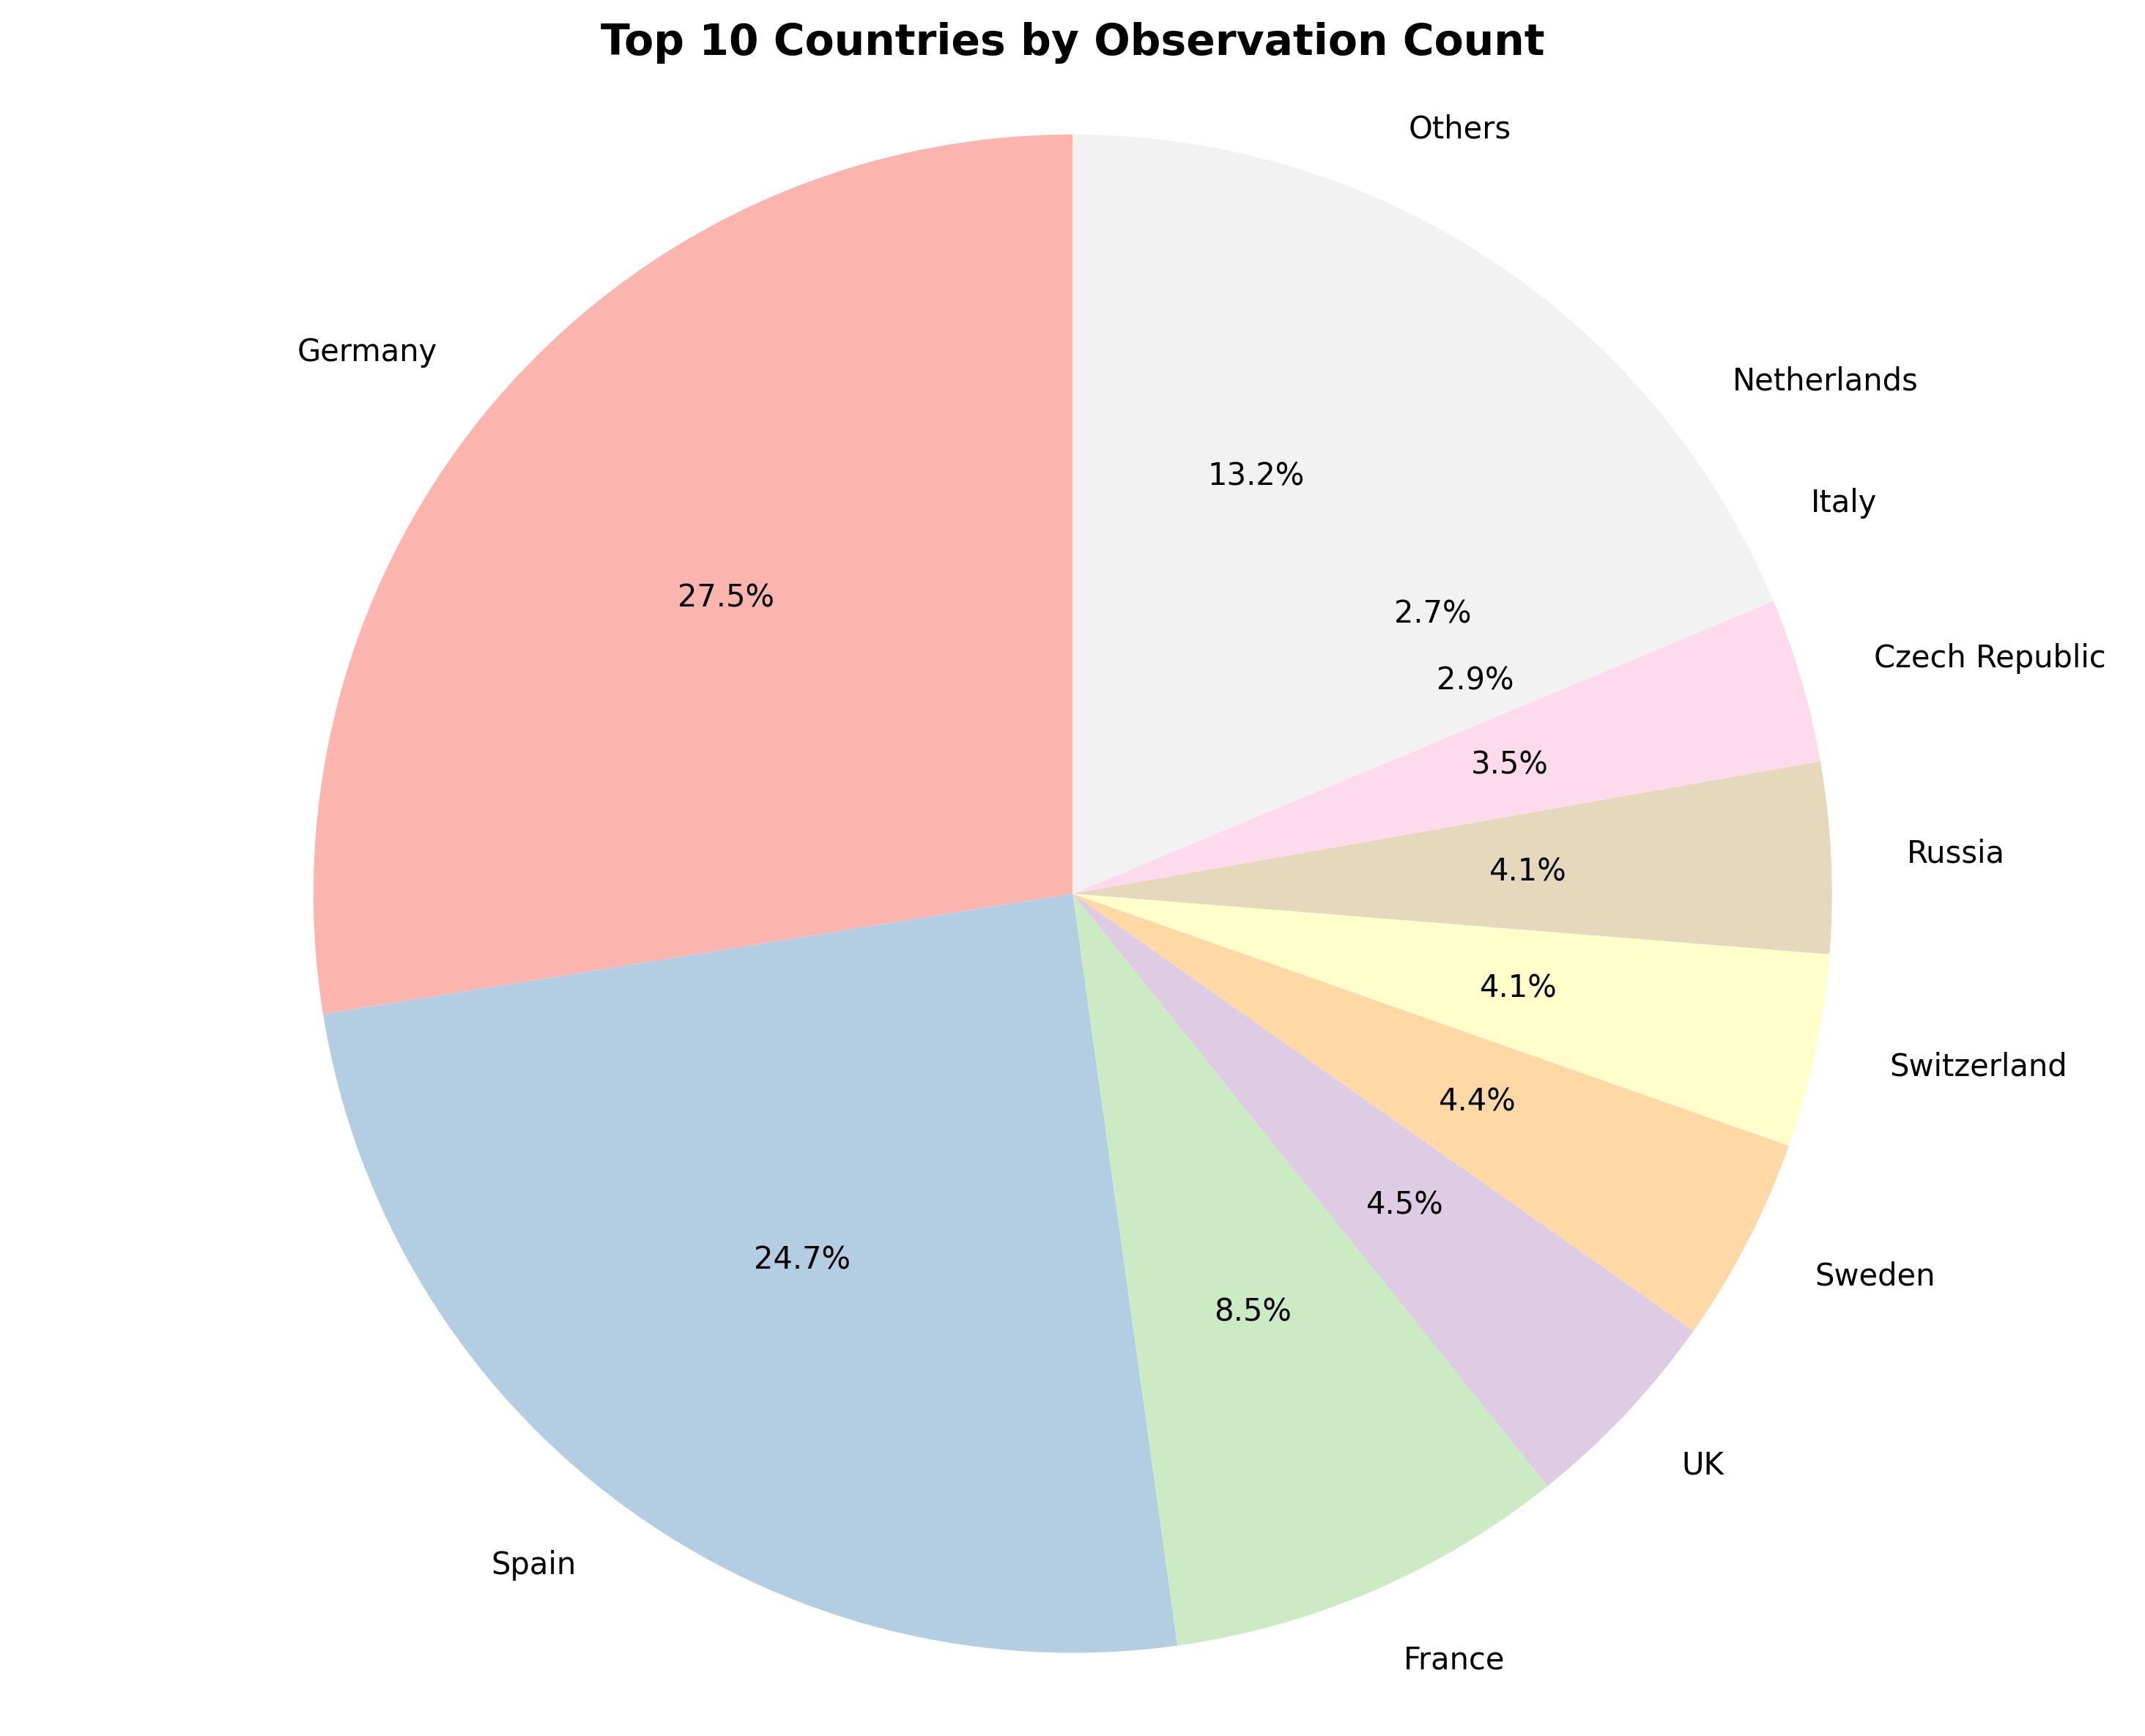 Top 10 Countries by Observation Count
Others
Netherlands
Germany
Italy
13.2%
27.5%
2.7%
Czech Republic
2.9%
3.5%
Russia
4.1%
4.1%
Switzerland
4.4%
4.5%
24.7%
Sweden
8.5%
UK
Spain
France